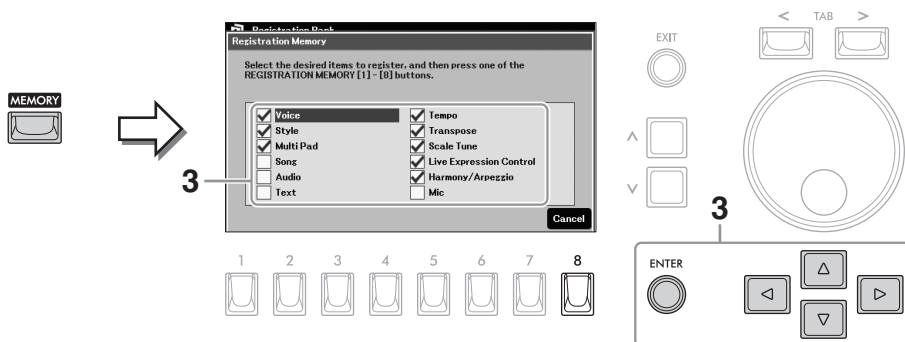 MEMORY
Registration Bank
Registration Memory
Select the desired items to register, and then press one of the
REGISTRATION MEMORY [1] - [8] buttons.
Voice
Style
Multi Pad
Song
Audio
Text
Tempo
Transpose
Scale Tune
Live Expression Control
Harmony/Arpeggio
Mic
3
Cancel
1 2 3 4 5 6 7 8
< TAB >
EXIT
3
ENTER